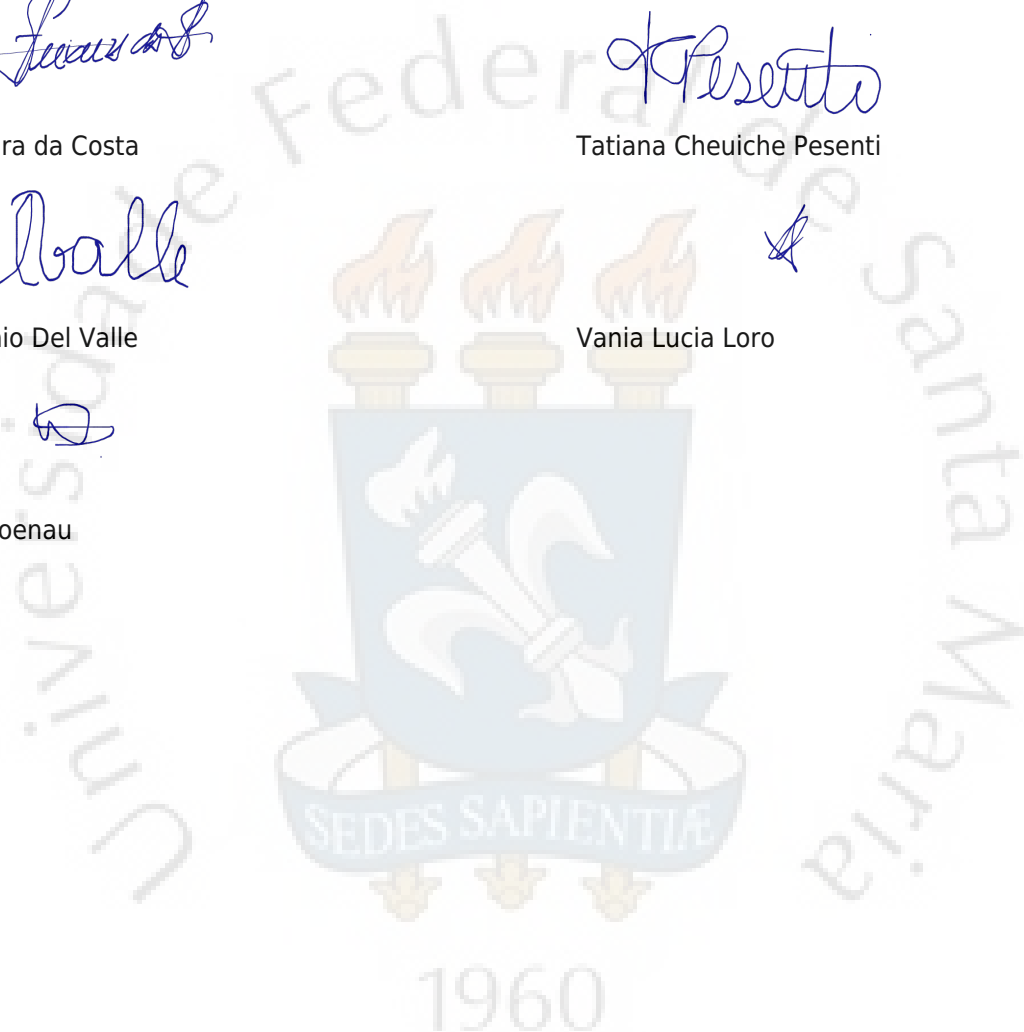 ra da Costa
Tatiana Cheuiche Pesenti
io Del Valle
Vania Lucia Loro
oenau
Universidade Federal de Santa Maria
SEDES SAPIENTIÆ
1960